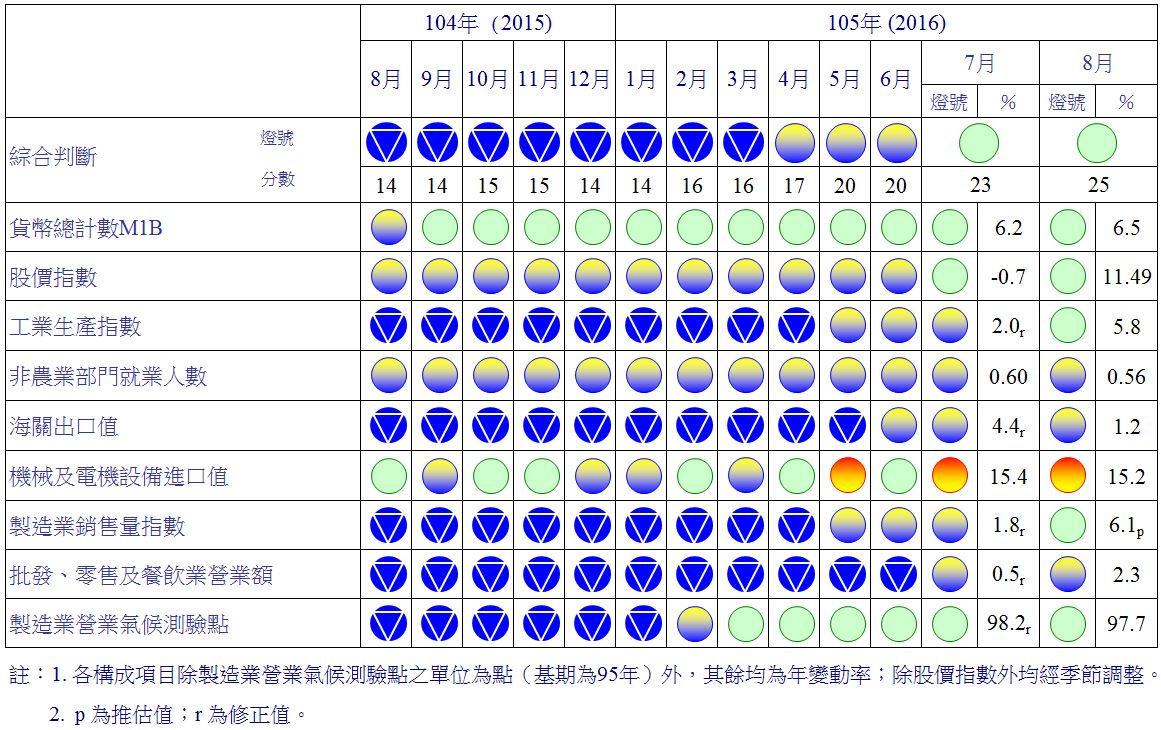 104年 (2015) 105年 (2016)
8月 9月 10月 11月 12月 1月 2月 3月 4月 5月 6月 7月 8月
燈號 % 燈號 %
綜合判斷 燈號
分數 14 14 15 15 14 14 16 16 17 20 20 23 25
貨幣總計數M1B 6.2 6.5
股價指數 -0.7 11.49
工業生產指數 2.0r 5.8
非農業部門就業人數 0.60 0.56
海關出口值 4.4r 1.2
機械及電機設備進口值 15.4 15.2
製造業銷售量指數 1.8r 6.1p
批發、零售及餐飲業營業額 0.5r 2.3
製造業營業氣候測驗點 98.2r 97.7
註：1. 各構成項目除製造業營業氣候測驗點之單位為點（基期為95年）外，其餘均為年變動率；除股價指數外均經季節調整。
2. p 為推估值；r 為修正值。